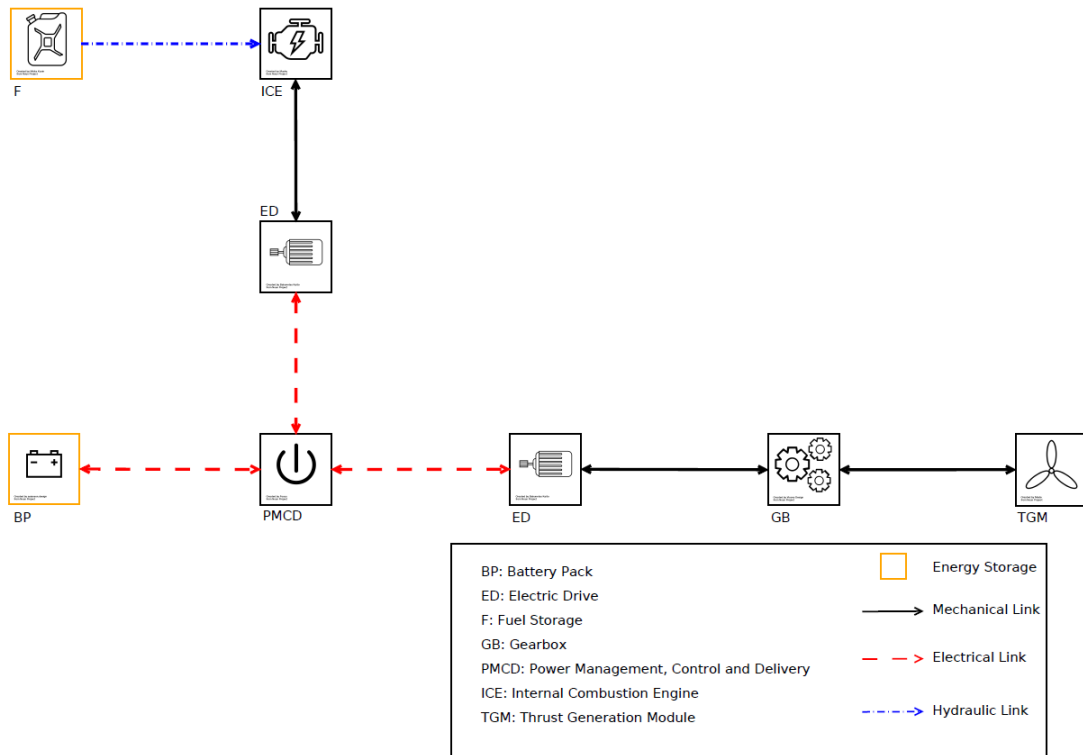 F
ICE
ED
BP
PMCD
ED
GB
TGM
BP: Battery Pack
ED: Electric Drive
F: Fuel Storage
GB: Gearbox
PMCD: Power Management, Control and Delivery
ICE: Internal Combustion Engine
TGM: Thrust Generation Module
Energy Storage
Mechanical Link
Electrical Link
Hydraulic Link